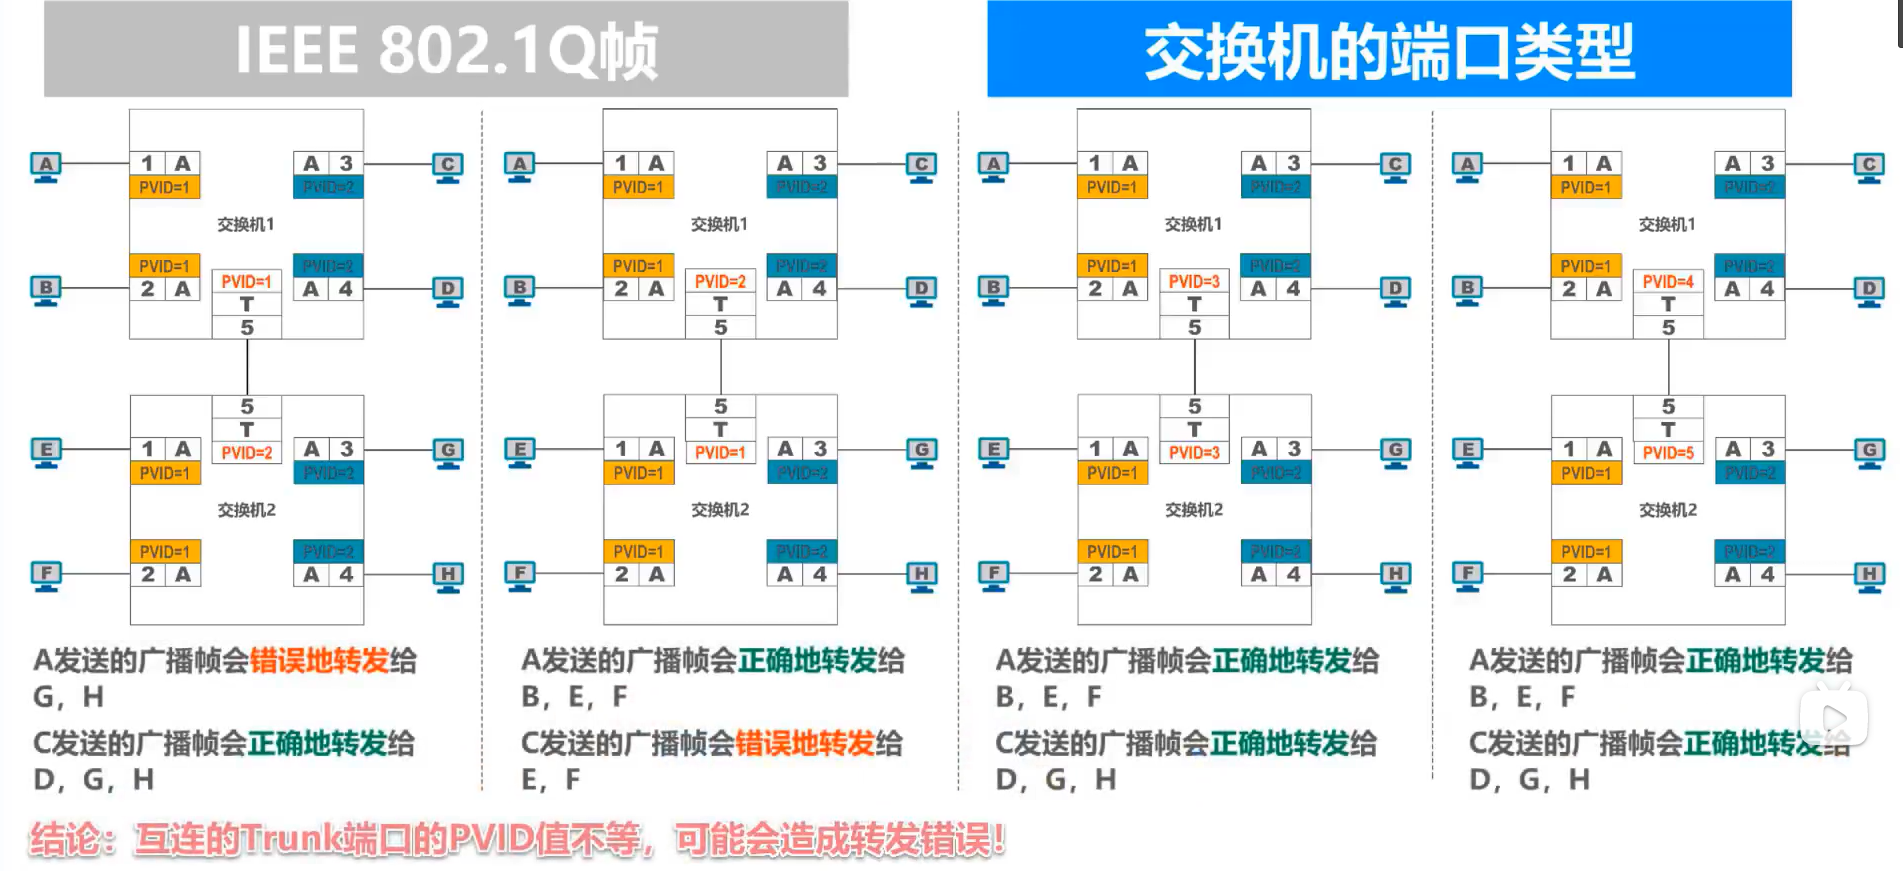 IEEE 802.1Q帧
交换机的端口类型
A 1 A A 3 C
PVID=1 PVID=2
交换机1
PVID=1 PVID=1 PVID=2
B 2 A T A 4 D
5
5
E 1 A T A 3 G
PVID=1 PVID=2 PVID=2
交换机2
PVID=1 PVID=2
F 2 A A 4 H
A发送的广播帧会错误地转发给
G，H
C发送的广播帧会正确地转发给
D，G，H
A 1 A A 3 C
PVID=1 PVID=2
交换机1
PVID=1 PVID=2 PVID=2
B 2 A T A 4 D
5
5
E 1 A T A 3 G
PVID=1 PVID=1 PVID=2
交换机2
PVID=1 PVID=2
F 2 A A 4 H
A发送的广播帧会正确地转发给
B，E，F
C发送的广播帧会错误地转发给
E，F
A 1 A A 3 C
PVID=1 PVID=2
交换机1
PVID=1 PVID=3 PVID=2
B 2 A T A 4 D
5
5
E 1 A T A 3 G
PVID=1 PVID=3 PVID=2
交换机2
PVID=1 PVID=2
F 2 A A 4 H
A发送的广播帧会正确地转发给
B，E，F
C发送的广播帧会正确地转发给
D，G，H
A 1 A A 3 C
PVID=1 PVID=2
交换机1
PVID=1 PVID=4 PVID=2
B 2 A T A 4 D
5
5
E 1 A T A 3 G
PVID=1 PVID=5 PVID=2
交换机2
PVID=1 PVID=2
F 2 A A 4 H
A发送的广播帧会正确地转发给
B，E，F
C发送的广播帧会正确地转发给
D，G，H
结论：互连的Trunk端口的PVID值不等，可能会造成转发错误！